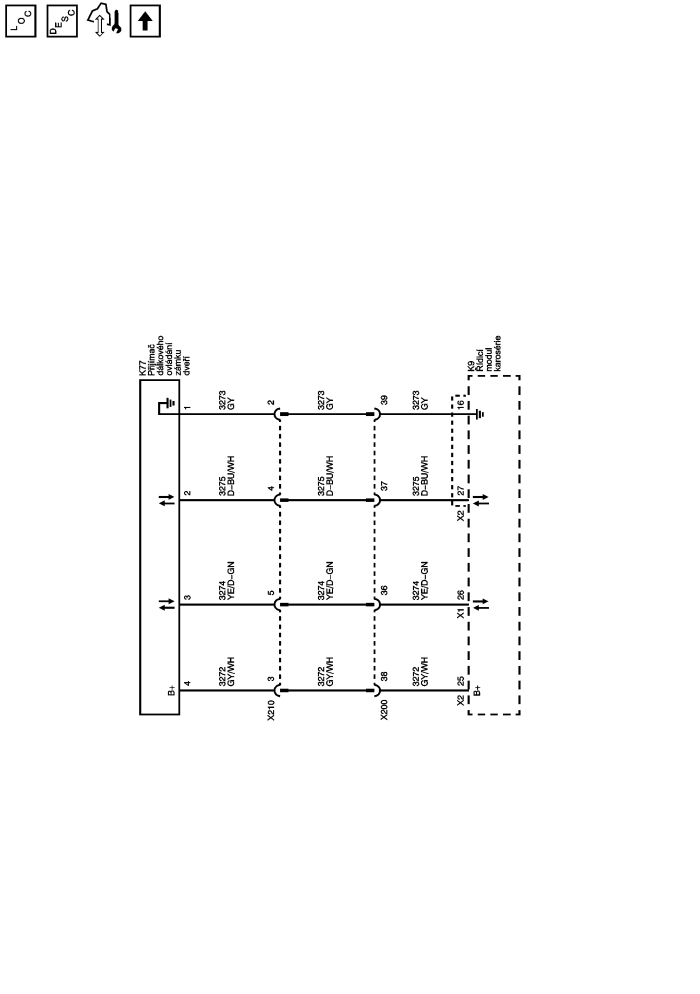 LOC
DESC
K77
Přijímač
dálkového
ovládání
zámku
dveří
K9
Řídicí
modul
karosérie
1
3273
GY
2
3273
GY
39
3273
GY
16
2
3275
D-BU/WH
4
3275
D-BU/WH
37
3275
D-BU/WH
27
X2
3
3274
YE/D-GN
5
3274
YE/D-GN
36
3274
YE/D-GN
26
X1
B+
4
3272
GY/WH
3
X210
3272
GY/WH
38
X200
3272
GY/WH
25
X2
B+